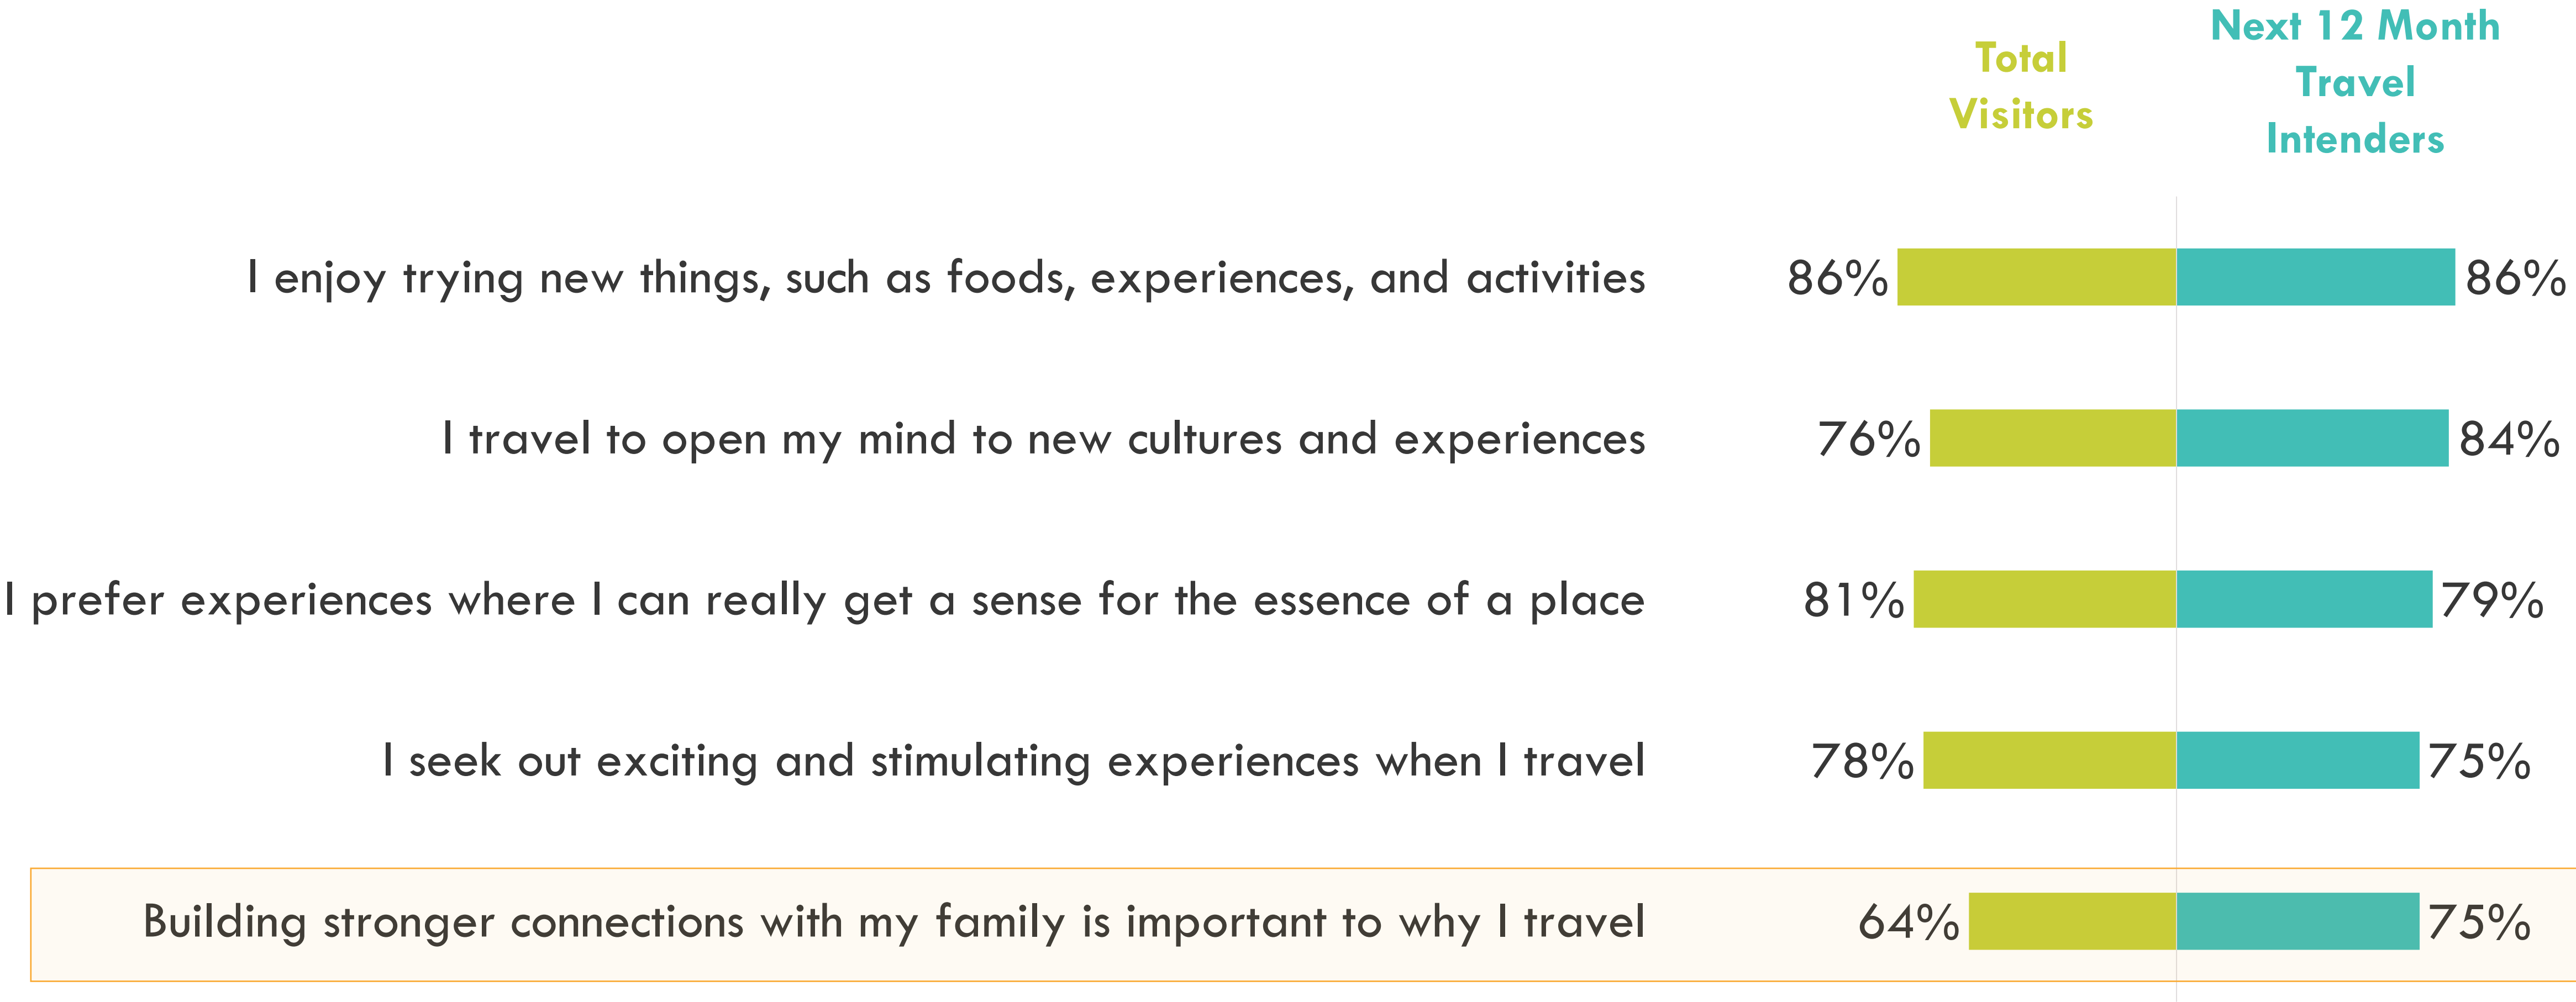 Total
Visitors
Next 12 Month
Travel
Intenders
I enjoy trying new things, such as foods, experiences, and activities 86% 86%
I travel to open my mind to new cultures and experiences 76% 84%
I prefer experiences where I can really get a sense for the essence of a place 81% 79%
I seek out exciting and stimulating experiences when I travel 78% 75%
Building stronger connections with my family is important to why I travel 64% 75%